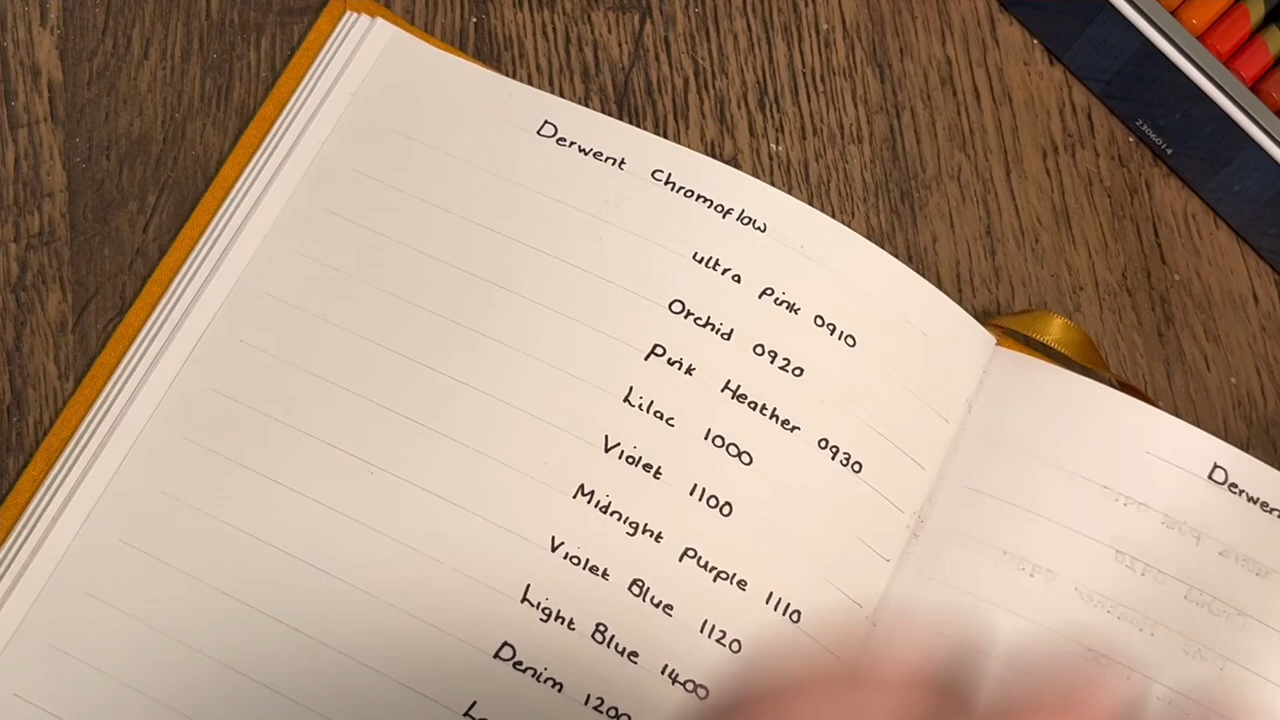 Derwent Chromoflow
ultra Pink 0910
Orchid 0920
Pink Heather 0930
Lilac 1000
Violet 1100
Midnight Purple 1110
Violet Blue 1120
Light Blue 1400
Denim 1200
2306014